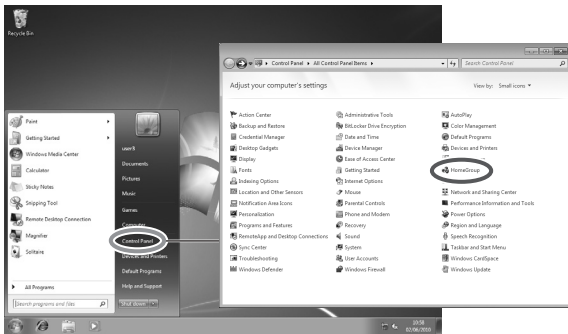 Recycle Bin
Paint
Getting Started
Windows Media Center
Calculator
Sticky Notes
Snipping Tool
Remote Desktop Connection
Magnifier
Solitaire
All Programs
Search programs and files
user8
Documents
Pictures
Music
Games
Computer
Control Panel
Devices and Printers
Default Programs
Help and Support
Shut down
Control Panel
All Control Panel Items
Search Control Panel
Adjust your computer's settings
View by: Small icons
Action Center
Administrative Tools
AutoPlay
Backup and Restore
BitLocker Drive Encryption
Color Management
Credential Manager
Date and Time
Default Programs
Desktop Gadgets
Device Manager
Devices and Printers
Display
Ease of Access Center
Fonts
Getting Started
HomeGroup
Indexing Options
Internet Options
Location and Other Sensors
Mouse
Network and Sharing Center
Notification Area Icons
Parental Controls
Performance Information and Tools
Personalization
Phone and Modem
Power Options
Programs and Features
Recovery
Region and Language
RemoteApp and Desktop Connections
Sound
Speech Recognition
Sync Center
System
Taskbar and Start Menu
Troubleshooting
User Accounts
Windows CardSpace
Windows Defender
Windows Firewall
Windows Update
10:58
02/08/2010